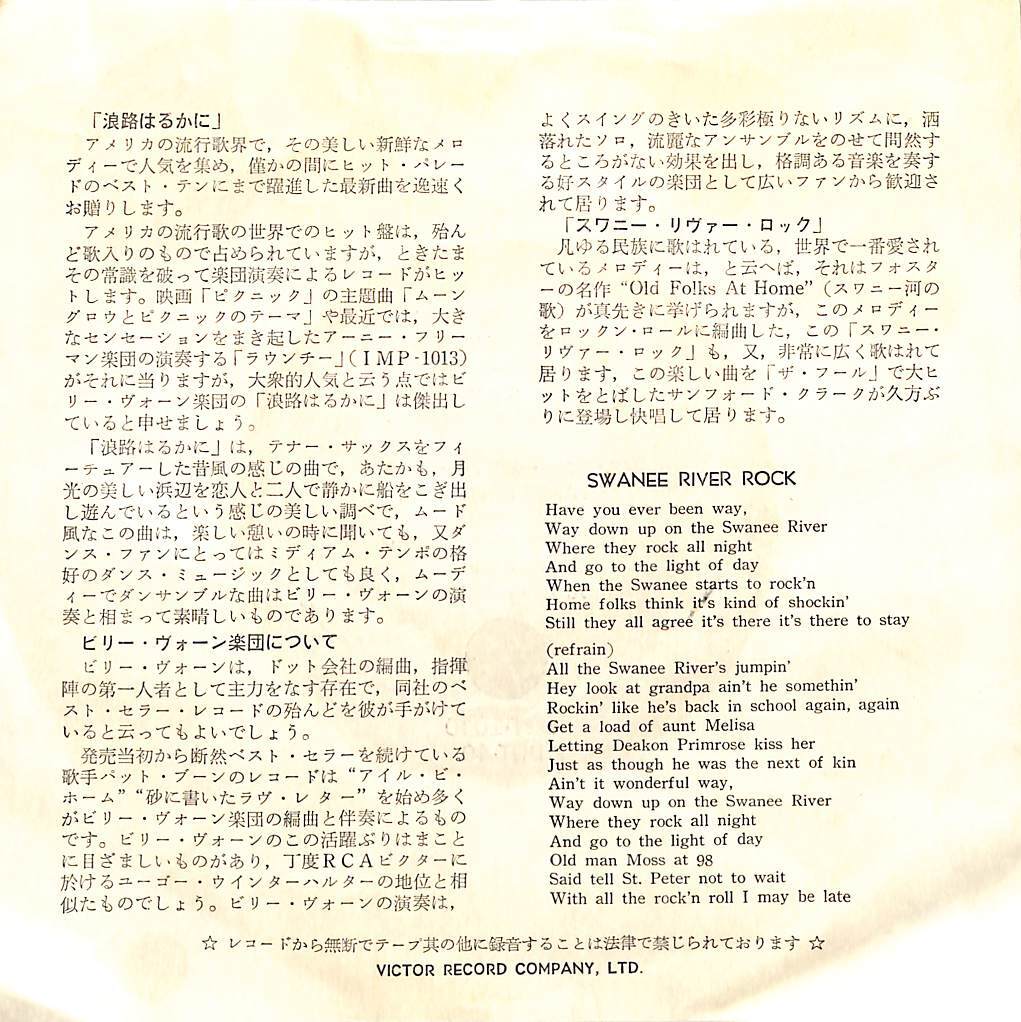 「浪路はるかに」
アメリカの流行歌界で，その美しい新鮮なメロ
ディーで人気を集め，僅かの間にヒット・パレー
ドのベスト・テンにまで躍進した最新曲を逸速く
お贈りします。
アメリカの流行歌の世界でのヒット盤は，殆ん
ど歌入りのもので占められていますが，ときたま
その常識を破って楽団演奏によるレコードがヒッ
トします。映画「ピクニック」の主題曲「ムーン
グロウとピクニックのテーマ」や最近では，大き
なセンセーションをまき起したアーニー・フリー
マン楽団の演奏する「ラウンチー」(IMP-1013)
がそれに当りますが，大衆的人気と云う点ではビ
リー・ヴォーン楽団の「浪路はるかに」は傑出し
ていると申せましょう。
「浪路はるかに」は，テナー・サックスをフィ
ーチュアーした昔風の感じの曲で，あたかも，月
光の美しい浜辺を恋人と二人で静かに船をこぎ出
し遊んでいるという感じの美しい調べで，ムード
風なこの曲は，楽しい憩いの時に聞いても，又ダ
ンス・ファンにとってはミディアム・テンポの格
好のダンス・ミュージックとしても良く，ムーデ
ィーでダンサンブルな曲はビリー・ヴォーンの演
奏と相まって素晴しいものであります。
ビリー・ヴォーン楽団について
ビリー・ヴォーンは，ドット会社の編曲，指揮
陣の第一人者として主力をなす存在で，同社のベ
スト・セラー・レコードの殆んどを彼が手がけて
いると云ってもよいでしょう。
発売当初から断然ベスト・セラーを続けている
歌手パット・ブーンのレコードは“アイル・ビ・
ホーム”“砂に書いたラヴ・レター”を始め多く
がビリー・ヴォーン楽団の編曲と伴奏によるもの
です。ビリー・ヴォーンのこの活躍ぶりはまこと
に目ざましいものがあり，丁度RCAビクターに
於けるユーゴー・ウインターハルターの地位と相
似たものでしょう。ビリー・ヴォーンの演奏は，
よくスイングのきいた多彩極りないリズムに，洒
落れたソロ，流麗なアンサンブルをのせて間然す
るところがない効果を出し，格調ある音楽を奏す
る好スタイルの楽団として広いファンから歓迎さ
れて居ります。
「スワニー・リヴァー・ロック」
凡ゆる民族に歌はれている，世界で一番愛され
ているメロディーは，と云へば，それはフォスタ
ーの名作 “Old Folks At Home”（スワニー河の
歌）が真先きに挙げられますが，このメロディー
をロックン・ロールに編曲した，この「スワニー・
リヴァー・ロック」も，又，非常に広く歌はれて
居ります，この楽しい曲を「ザ・フール」で大ヒ
ットをとばしたサンフォード・クラークが久方ぶ
りに登場し快唱して居ります。
SWANEE RIVER ROCK
Have you ever been way,
Way down up on the Swanee River
Where they rock all night
And go to the light of day
When the Swanee starts to rock'n
Home folks think it's kind of shockin'
Still they all agree it's there it's there to stay
(refrain)
All the Swanee River's jumpin'
Hey look at grandpa ain't he somethin'
Rockin' like he's back in school again, again
Get a load of aunt Melisa
Letting Deakon Primrose kiss her
Just as though he was the next of kin
Ain't it wonderful way,
Way down up on the Swanee River
Where they rock all night
And go to the light of day
Old man Moss at 98
Said tell St. Peter not to wait
With all the rock'n roll I may be late
☆ レコードから無断でテープ其の他に録音することは法律で禁じられております ☆
VICTOR RECORD COMPANY, LTD.